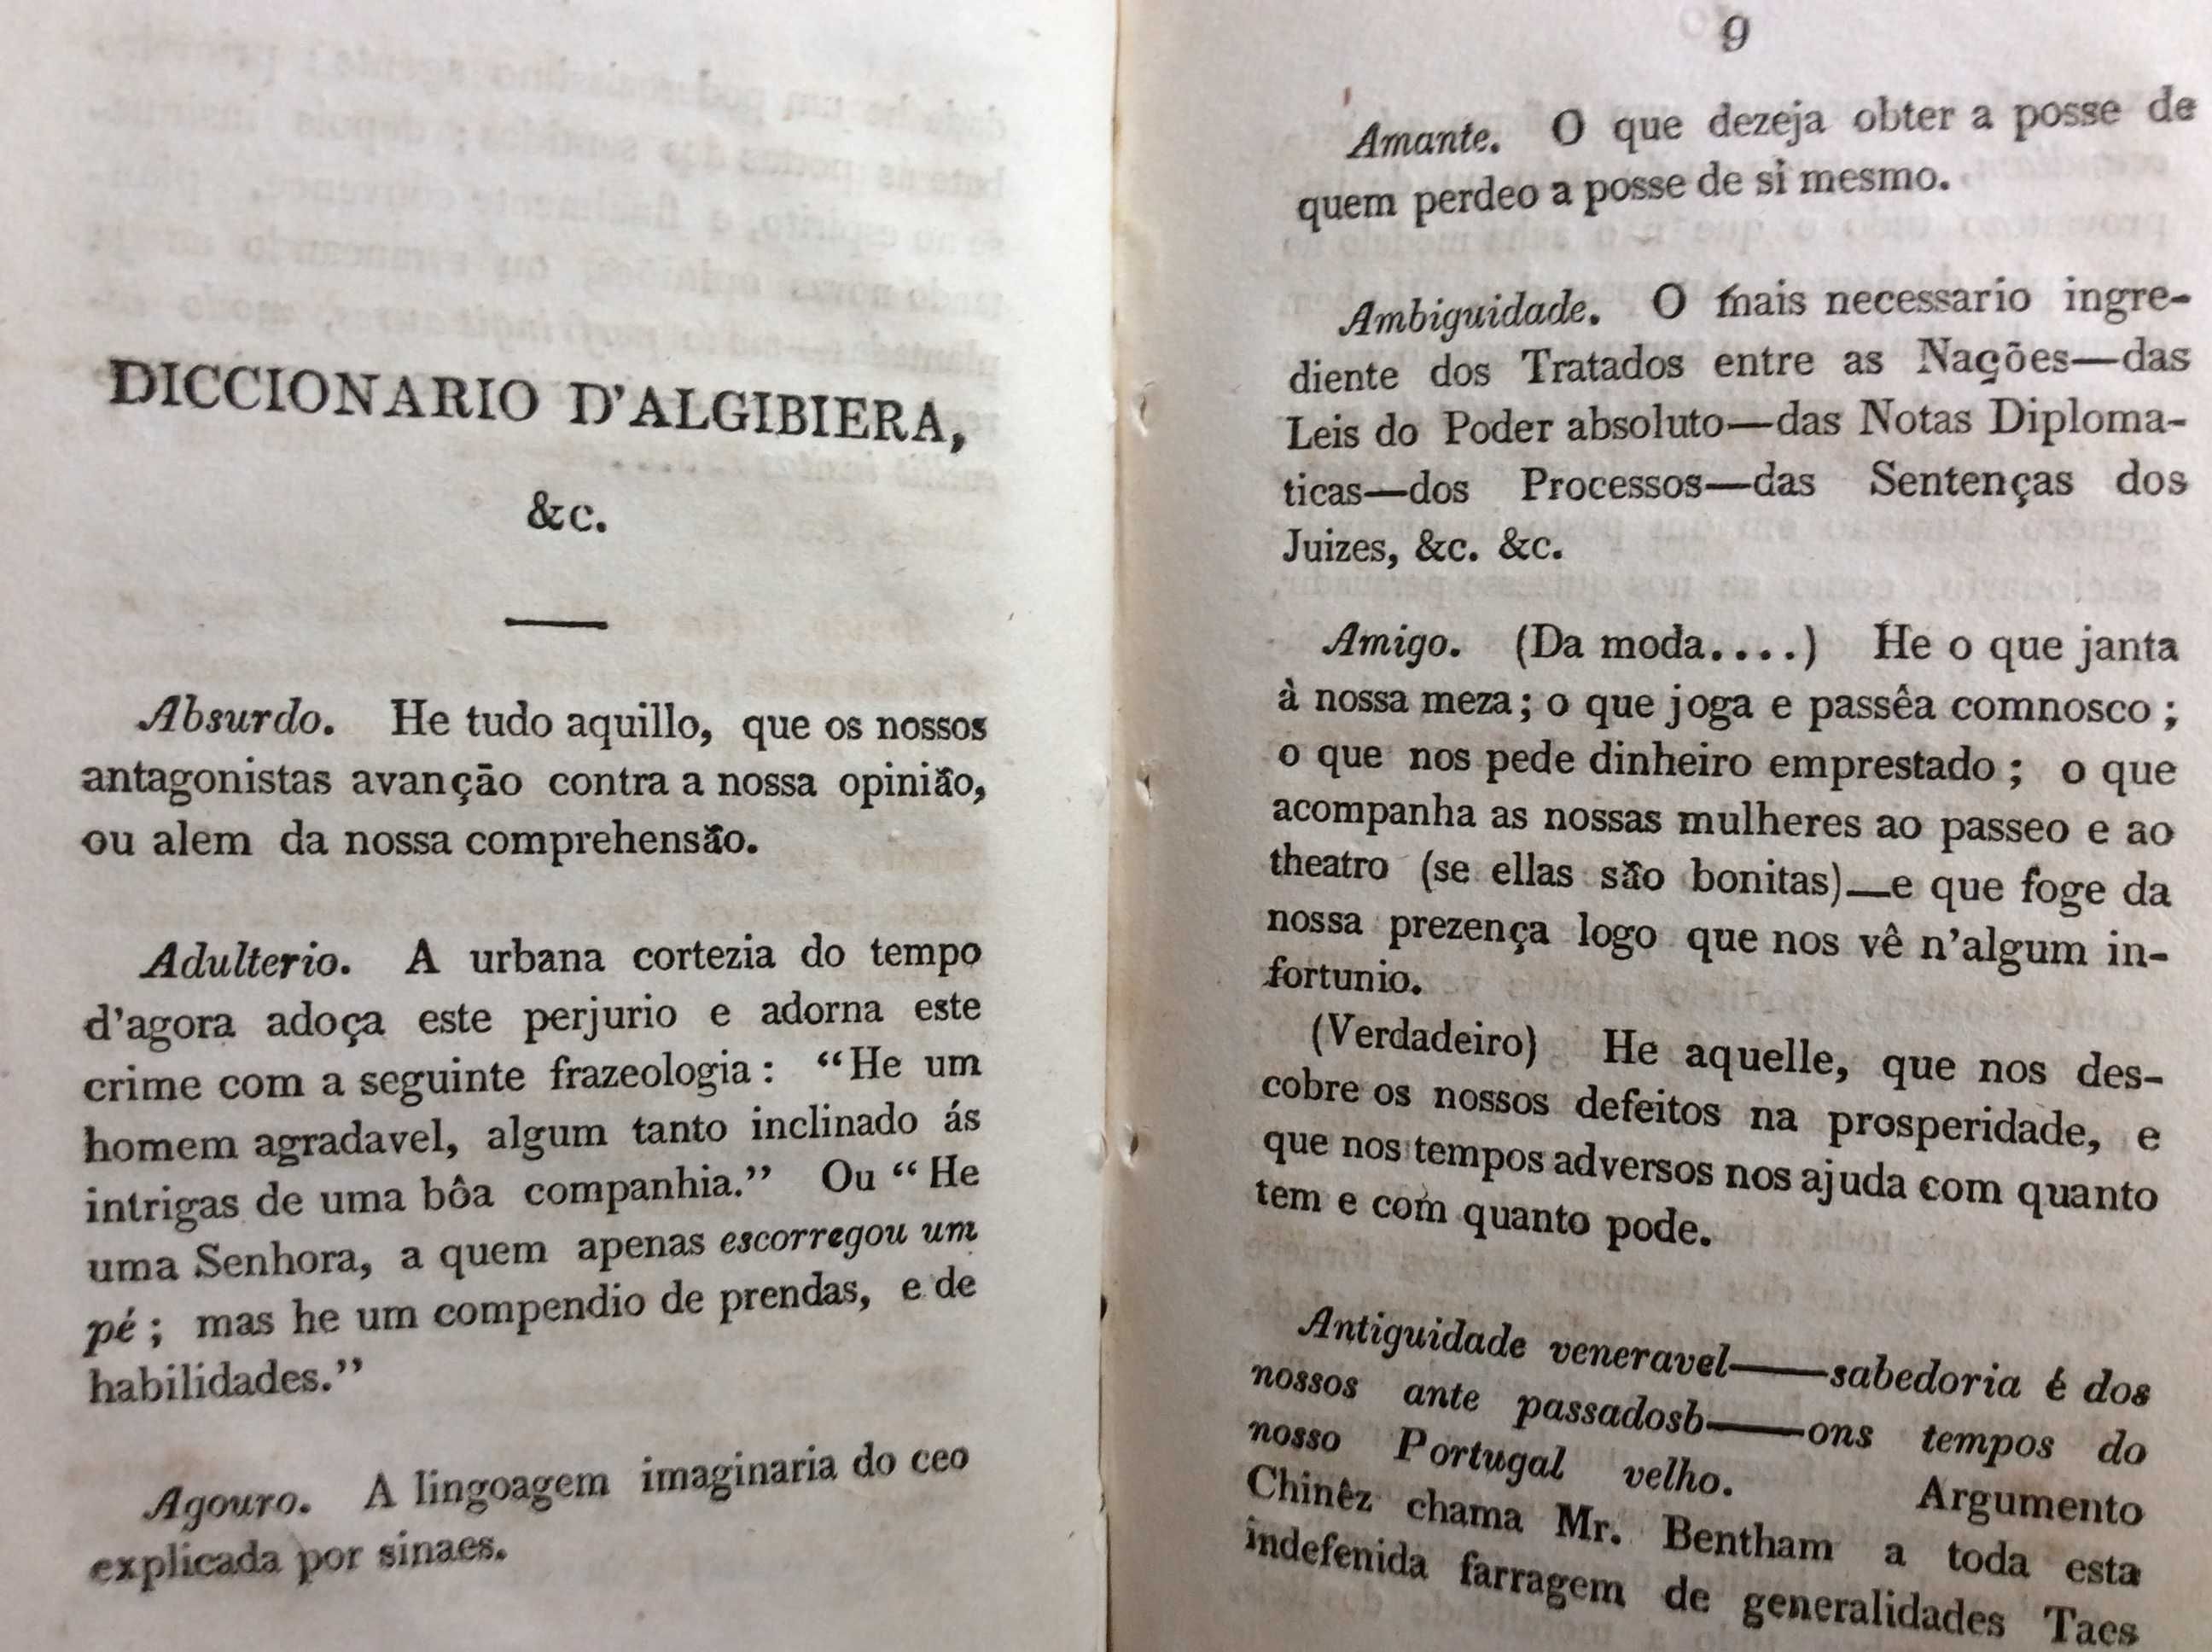 DICCIONARIO D'ALGIBIERA,
&c.
Absurdo. He tudo aquillo, que os nossos
antagonistas avanção contra a nossa opinião,
ou alem da nossa comprehensão.
Adulterio. A urbana cortezia do tempo
d'agora adoça este perjurio e adorna este
crime com a seguinte frazeologia: “He um
homem agradavel, algum tanto inclinado ás
intrigas de uma bôa companhia.” Ou “He
uma Senhora, a quem apenas escorregou um
pé; mas he um compendio de prendas, e de
habilidades.”
Agouro. A lingoagem imaginaria do ceo
explicada por sinaes.
9
Amante. O que dezeja obter a posse de
quem perdeo a posse de si mesmo.
Ambiguidade. O mais necessario ingre-
diente dos Tratados entre as Nações—das
Leis do Poder absoluto—das Notas Diploma-
ticas—dos Processos—das Sentenças dos
Juizes, &c. &c.
Amigo. (Da moda....) He o que janta
à nossa meza; o que joga e passêa comnosco;
o que nos pede dinheiro emprestado; o que
acompanha as nossas mulheres ao passeo e ao
theatro (se ellas são bonitas)—e que foge da
nossa prezença logo que nos vê n'algum in-
fortunio.
(Verdadeiro) He aquelle, que nos des-
cobre os nossos defeitos na prosperidade, e
que nos tempos adversos nos ajuda com quanto
tem e com quanto pode.
Antiguidade veneravel——sabedoria é dos
nossos ante passadosb——ons tempos do
nosso Portugal velho. Argumento
Chinêz chama Mr. Bentham a toda esta
indefenida farragem de generalidades Taes